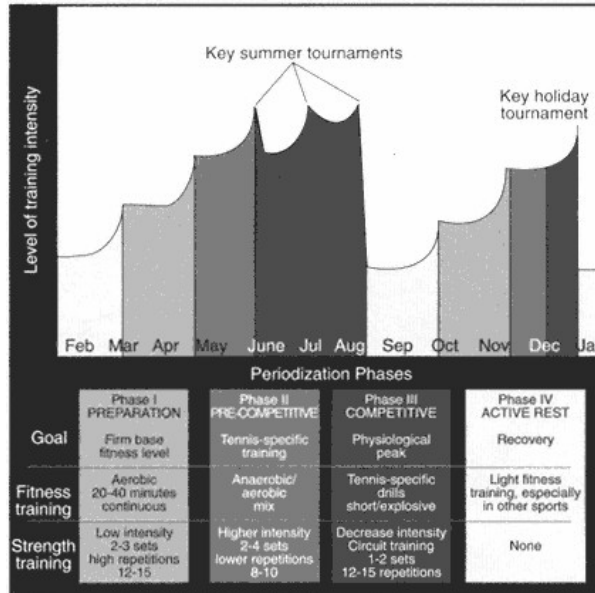 Key summer tournaments
Key holiday
tournament
Level of training intensity
Feb Mar Apr May June Jul Aug Sep Oct Nov Dec Ja
Periodization Phases
Phase I
PREPARATION
Phase II
PRE-COMPETITIVE
Phase III
COMPETITIVE
Phase IV
ACTIVE REST
Goal
Firm base
fitness level
Tennis-specific
training
Physiological
peak
Recovery
Fitness
training
Aerobic
20-40 minutes
continuous
Anaerobic/
aerobic
mix
Tennis-specific
drills
short/explosive
Light fitness
training, especially
in other sports
Strength
training
Low intensity
2-3 sets
high repetitions
12-15
Higher intensity
2-4 sets
lower repetitions
8-10
Decrease intensity
Circuit training
1-2 sets
12-15 repetitions
None